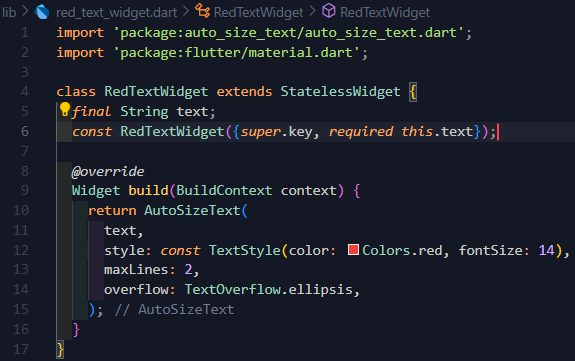 lib > red_text_widget.dart > RedTextWidget > RedTextWidget
1 import 'package:auto_size_text/auto_size_text.dart';
2 import 'package:flutter/material.dart';
3
4 class RedTextWidget extends StatelessWidget {
5   final String text;
6   const RedTextWidget({super.key, required this.text});
7
8   @override
9   Widget build(BuildContext context) {
10     return AutoSizeText(
11       text,
12       style: const TextStyle(color: Colors.red, fontSize: 14),
13       maxLines: 2,
14       overflow: TextOverflow.ellipsis,
15     ); // AutoSizeText
16   }
17 }